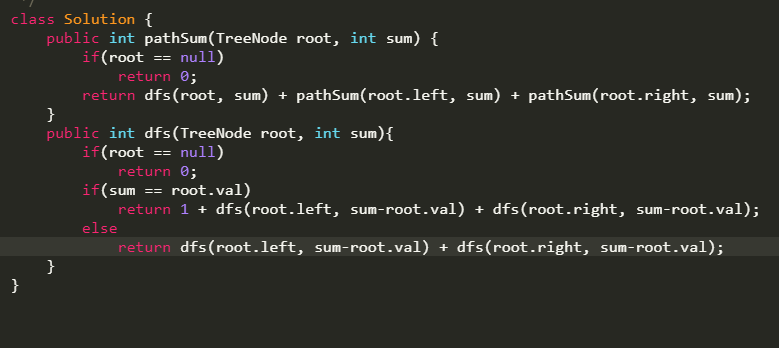 */
class Solution {
    public int pathSum(TreeNode root, int sum) {
        if(root == null)
            return 0;
        return dfs(root, sum) + pathSum(root.left, sum) + pathSum(root.right, sum);
    }
    public int dfs(TreeNode root, int sum){
        if(root == null)
            return 0;
        if(sum == root.val)
            return 1 + dfs(root.left, sum-root.val) + dfs(root.right, sum-root.val);
        else
            return dfs(root.left, sum-root.val) + dfs(root.right, sum-root.val);
    }
}